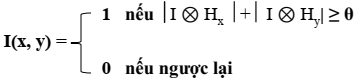 1 nếu | I ⊗ Hx | + | I ⊗ Hy| ≥ θ
I(x, y) =
0 nếu ngược lại